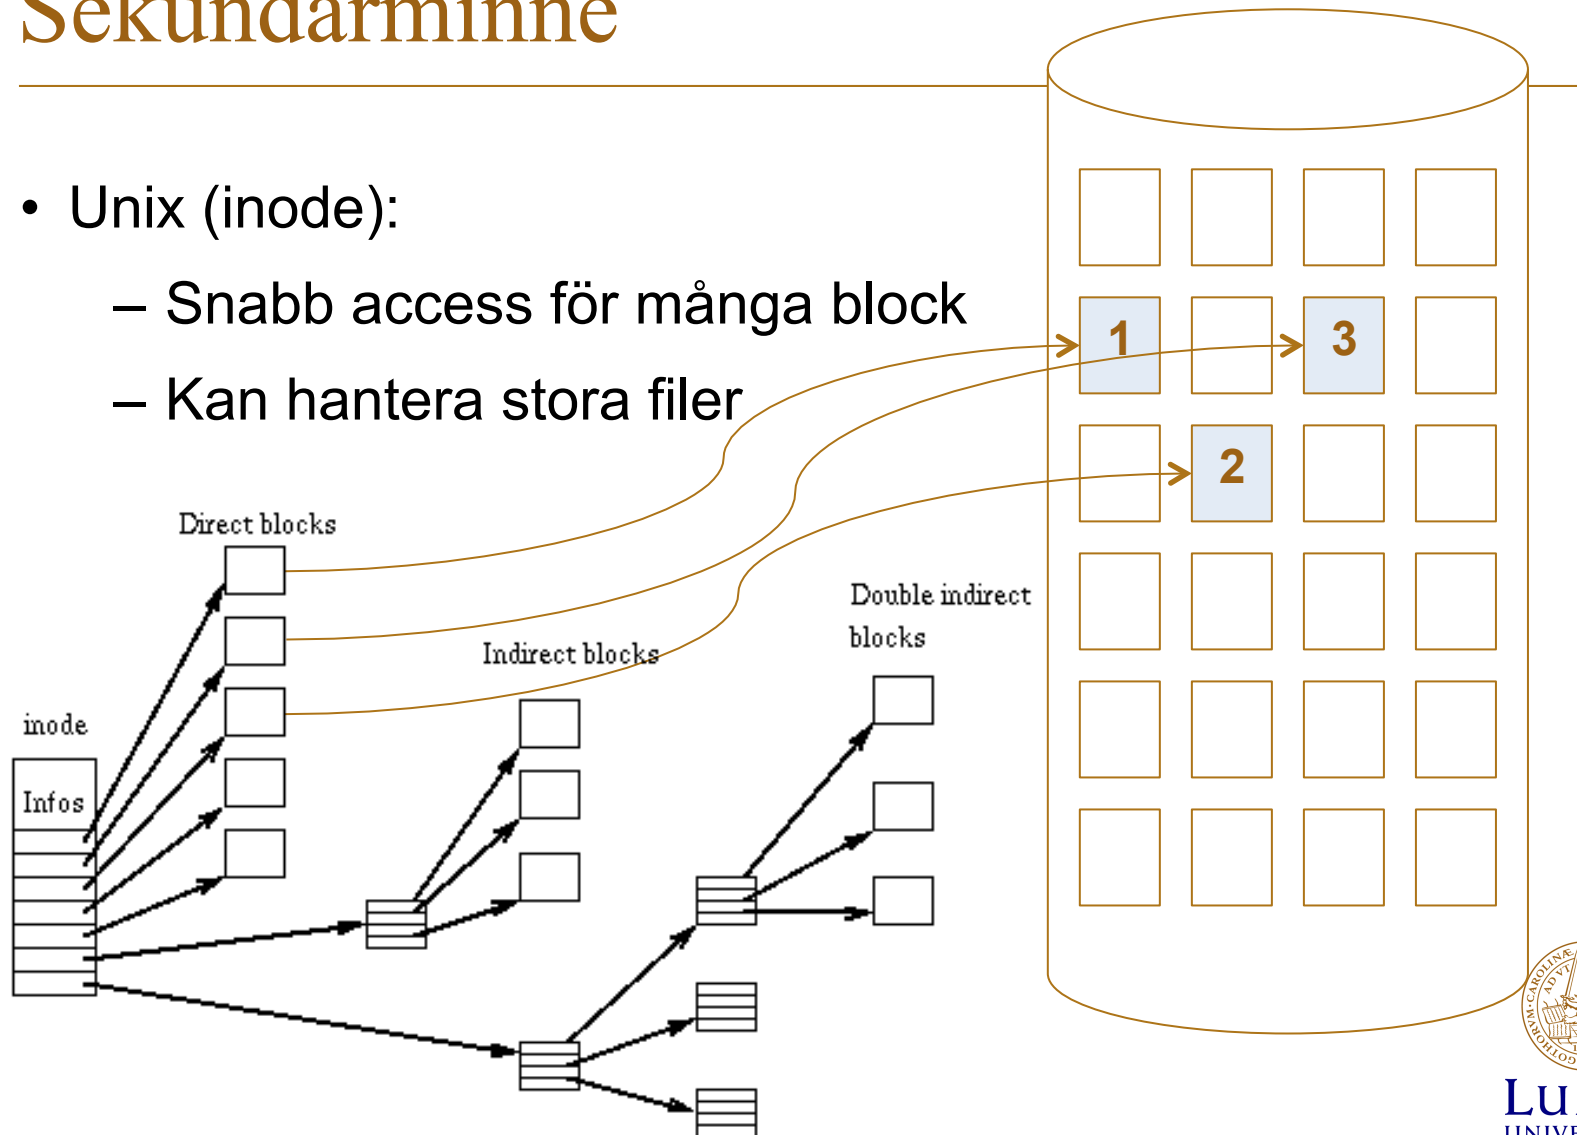 Sekundärminne
• Unix (inode):
– Snabb access för många block
– Kan hantera stora filer
1
3
2
Direct blocks
Double indirect
blocks
Indirect blocks
inode
Infos